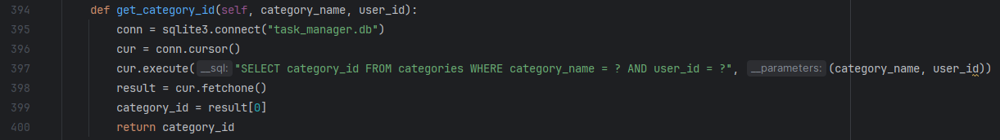 394 def get_category_id(self, category_name, user_id):
395 conn = sqlite3.connect("task_manager.db")
396 cur = conn.cursor()
397 cur.execute(__sql: "SELECT category_id FROM categories WHERE category_name = ? AND user_id = ?", __parameters: (category_name, user_id))
398 result = cur.fetchone()
399 category_id = result[0]
400 return category_id